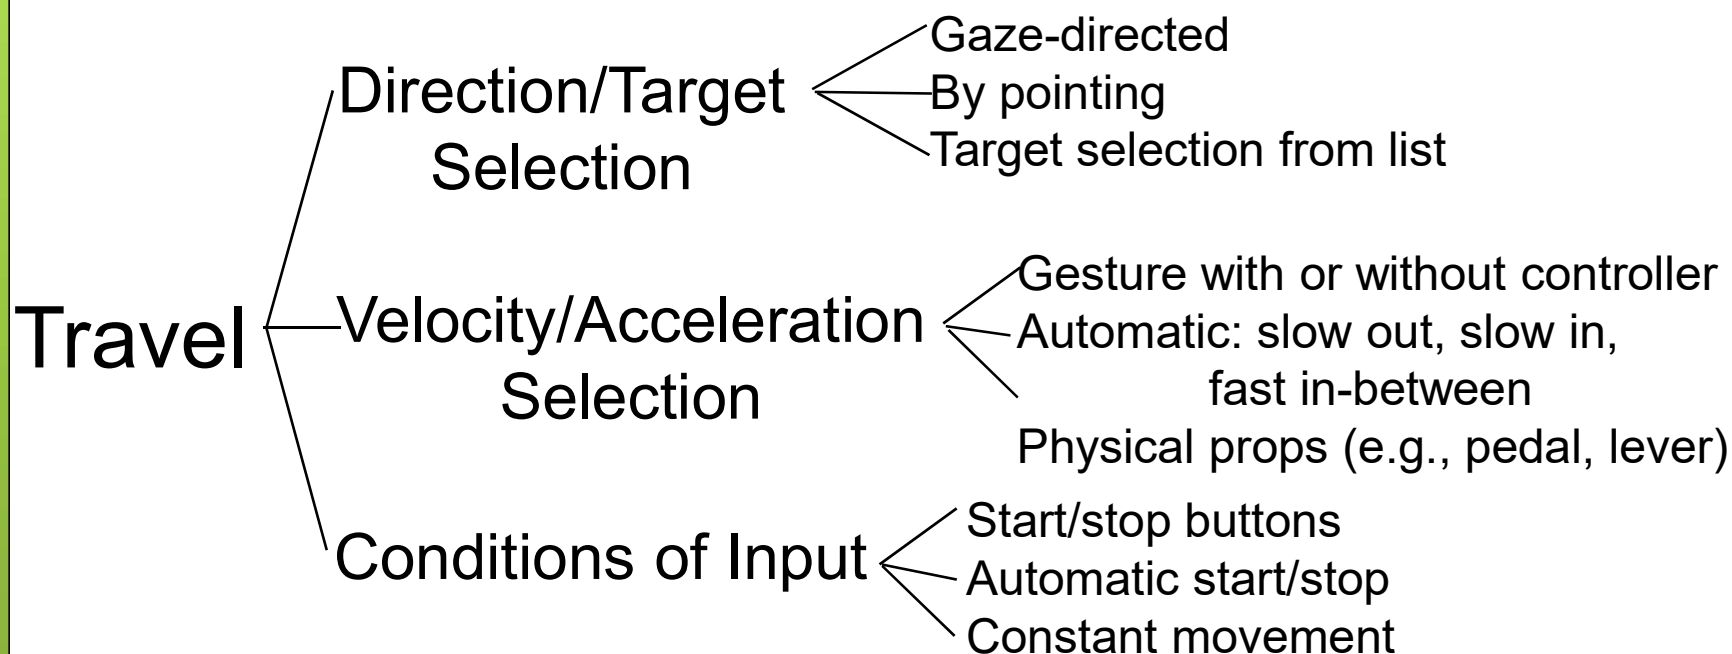 Travel
Direction/Target
Selection
Gaze-directed
By pointing
Target selection from list
Velocity/Acceleration
Selection
Gesture with or without controller
Automatic: slow out, slow in,
fast in-between
Physical props (e.g., pedal, lever)
Conditions of Input
Start/stop buttons
Automatic start/stop
Constant movement